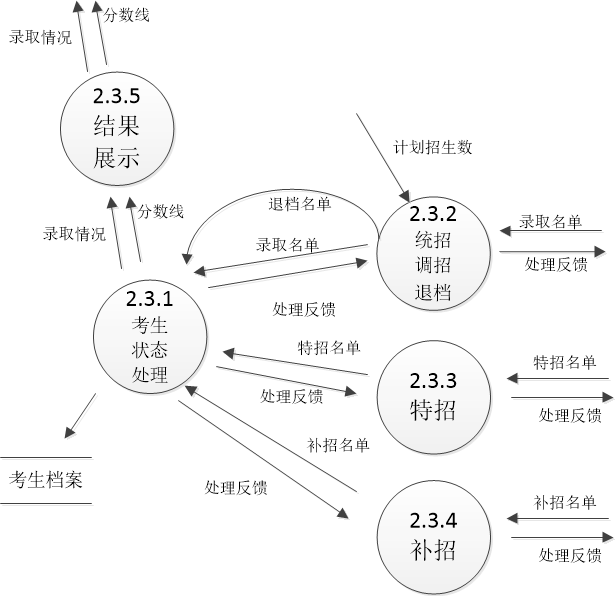 分数线
录取情况
2.3.5
结果
展示
计划招生数
分数线
录取情况
退档名单
录取名单
2.3.2
统招
调招
退档
录取名单
处理反馈
2.3.1
考生
状态
处理
处理反馈
特招名单
处理反馈
2.3.3
特招
特招名单
处理反馈
补招名单
处理反馈
考生档案
2.3.4
补招
补招名单
处理反馈